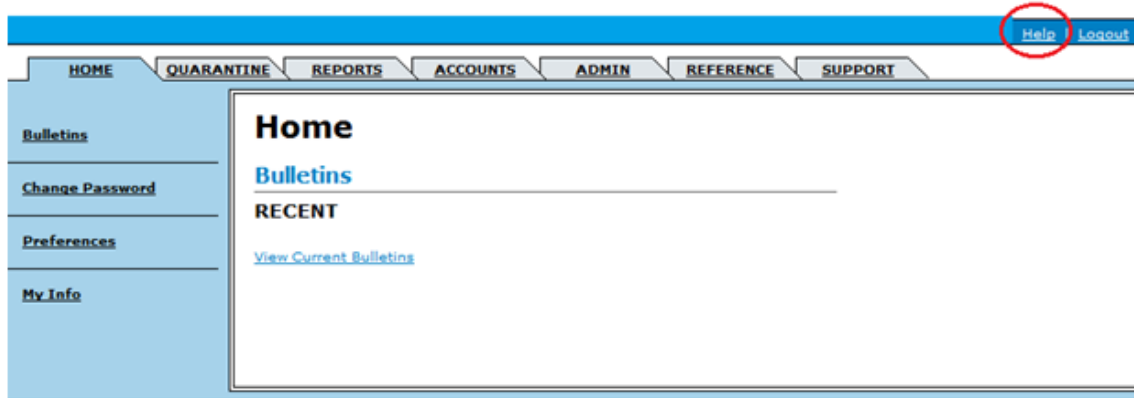 Help Logout
HOME QUARANTINE REPORTS ACCOUNTS ADMIN REFERENCE SUPPORT
Bulletins
Change Password
Preferences
My Info
Home
Bulletins
RECENT
View Current Bulletins